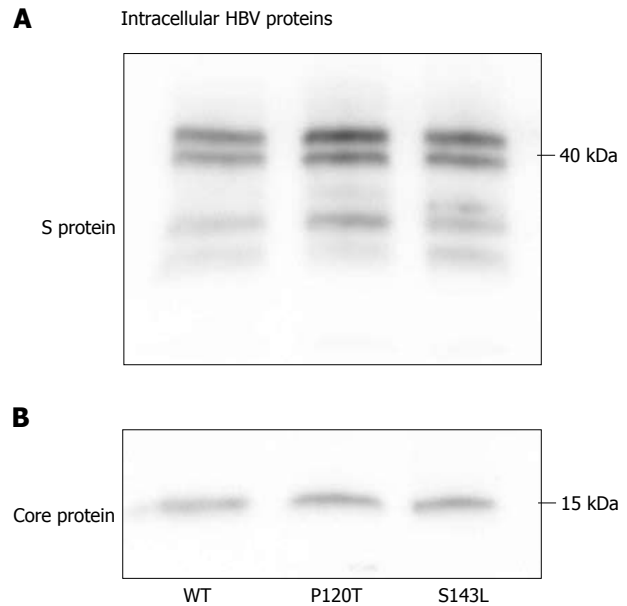 A Intracellular HBV proteins
40 kDa
S protein
B
Core protein
15 kDa
WT P120T S143L